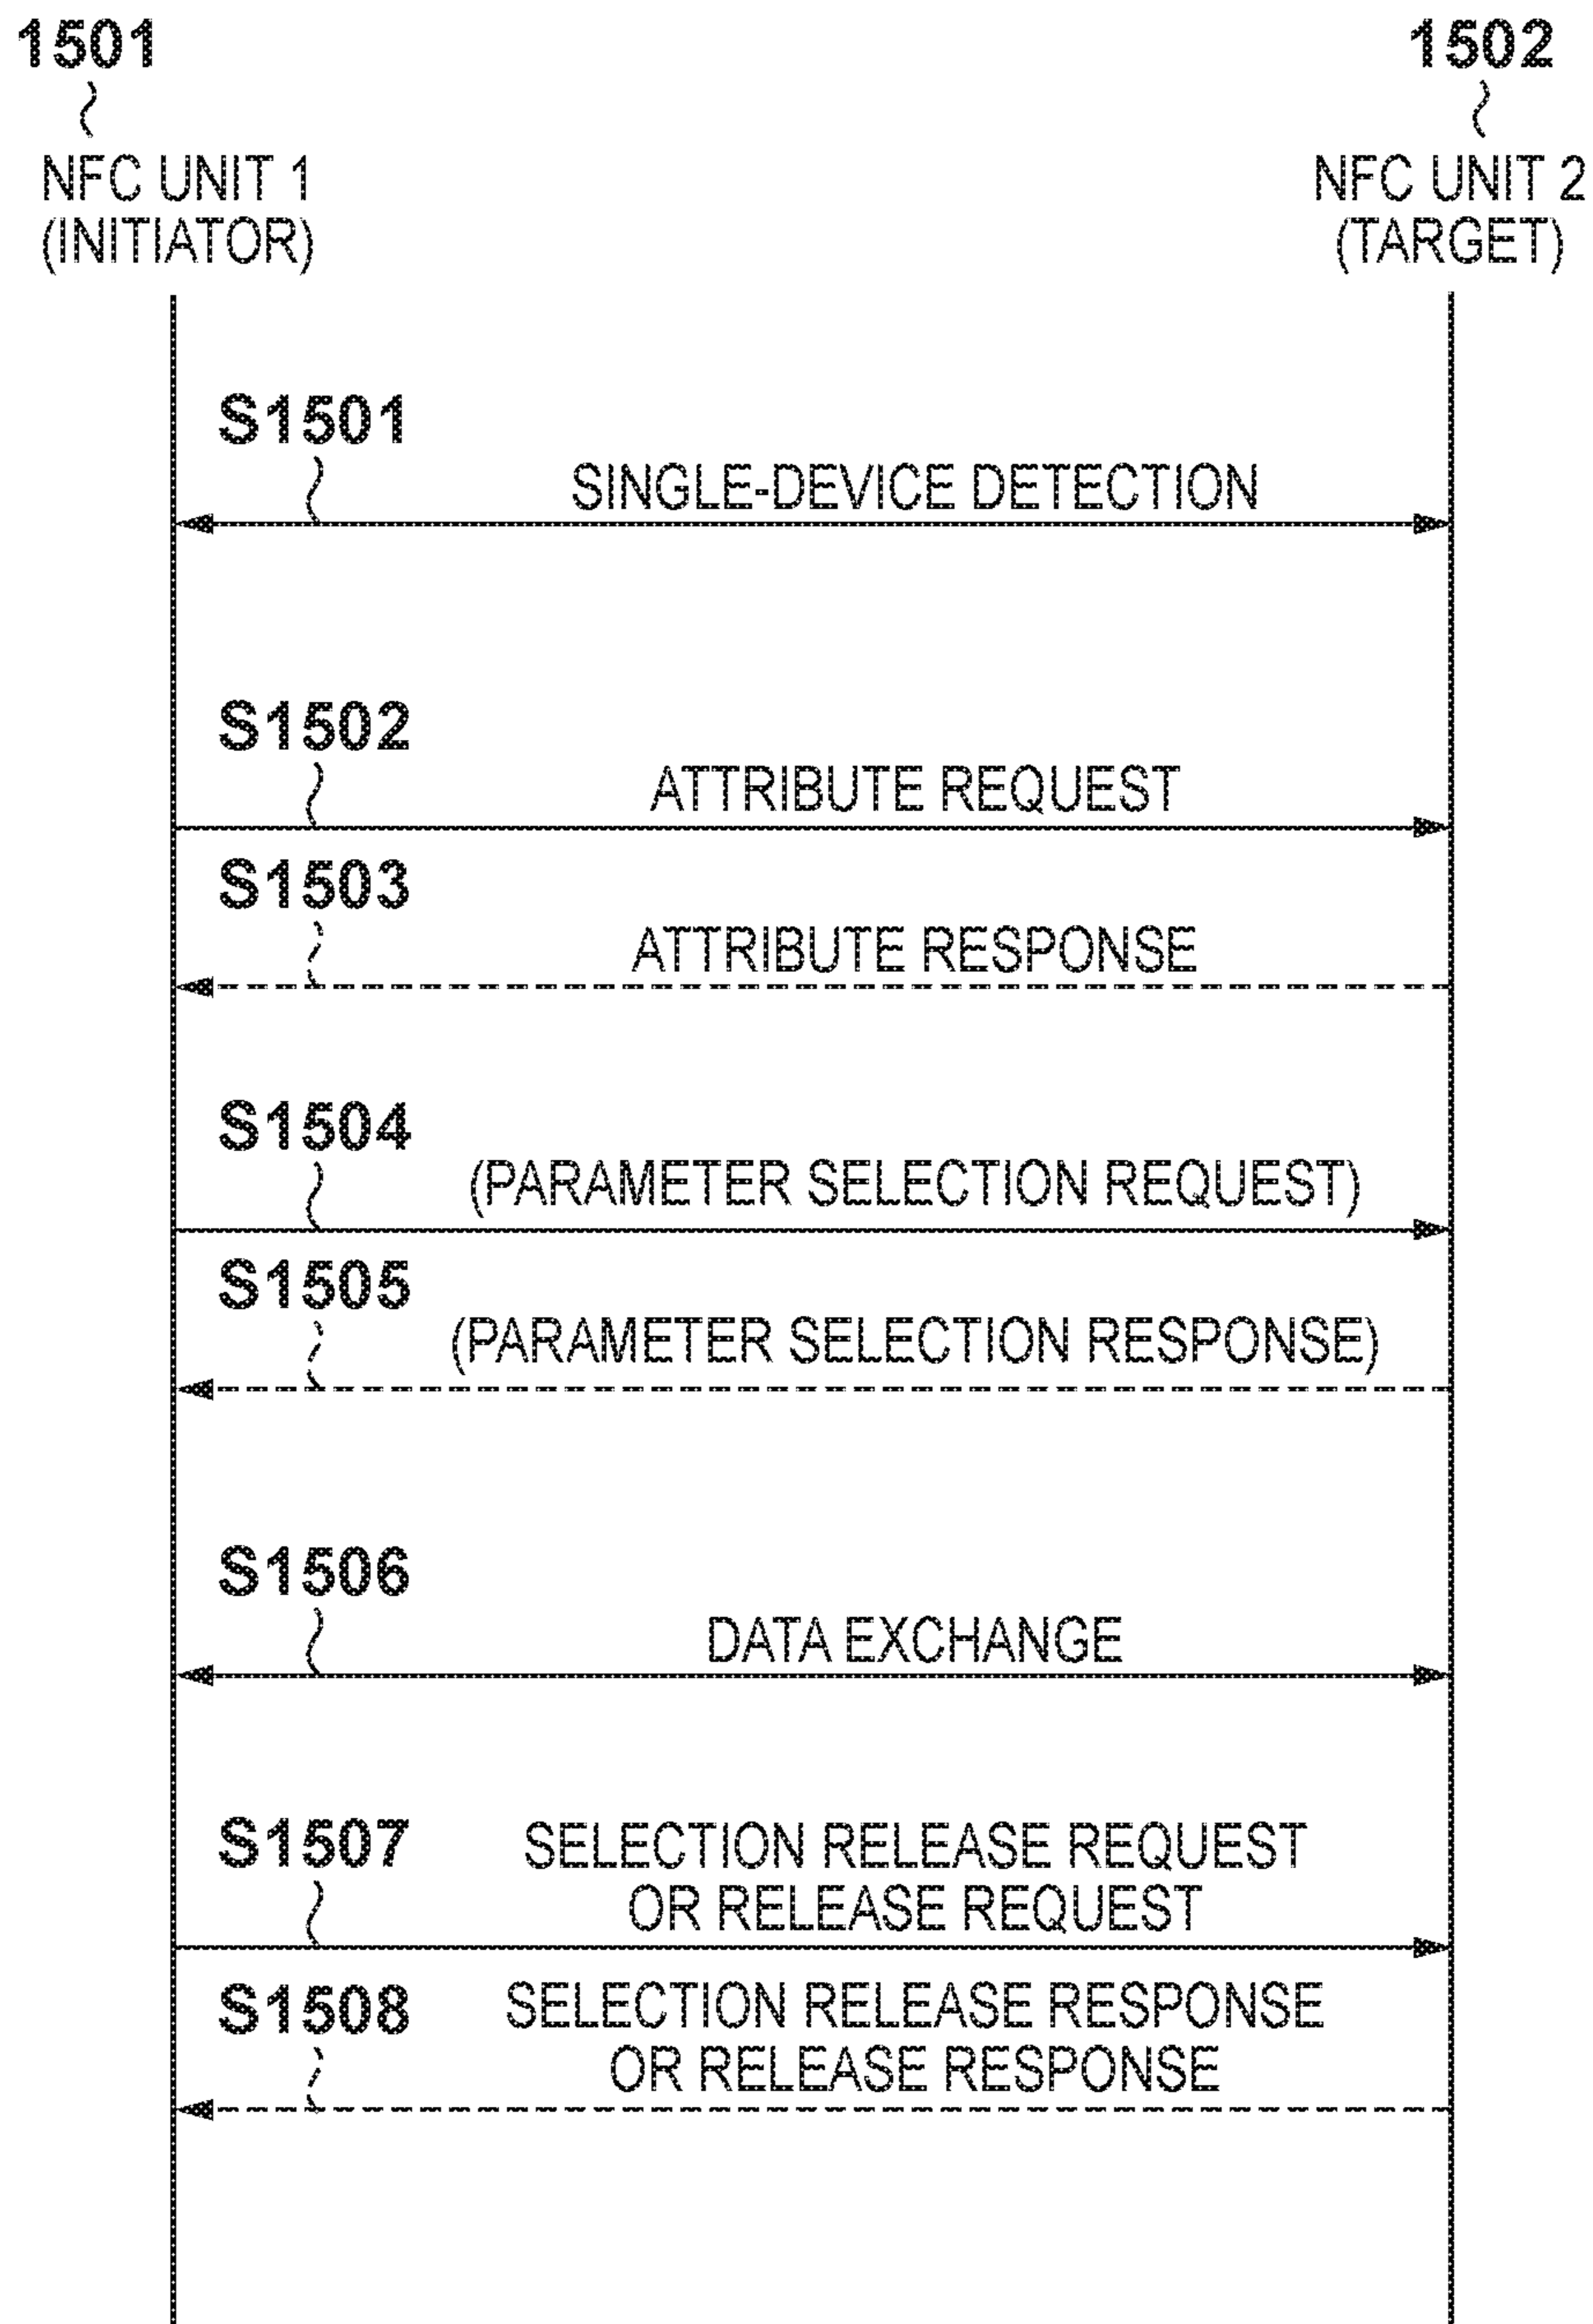 1501
1502
NFC UNIT 1
(INITIATOR)
NFC UNIT 2
(TARGET)
S1501
SINGLE-DEVICE DETECTION
S1502
ATTRIBUTE REQUEST
S1503
ATTRIBUTE RESPONSE
S1504
(PARAMETER SELECTION REQUEST)
S1505
(PARAMETER SELECTION RESPONSE)
S1506
DATA EXCHANGE
S1507
SELECTION RELEASE REQUEST
OR RELEASE REQUEST
S1508
SELECTION RELEASE RESPONSE
OR RELEASE RESPONSE